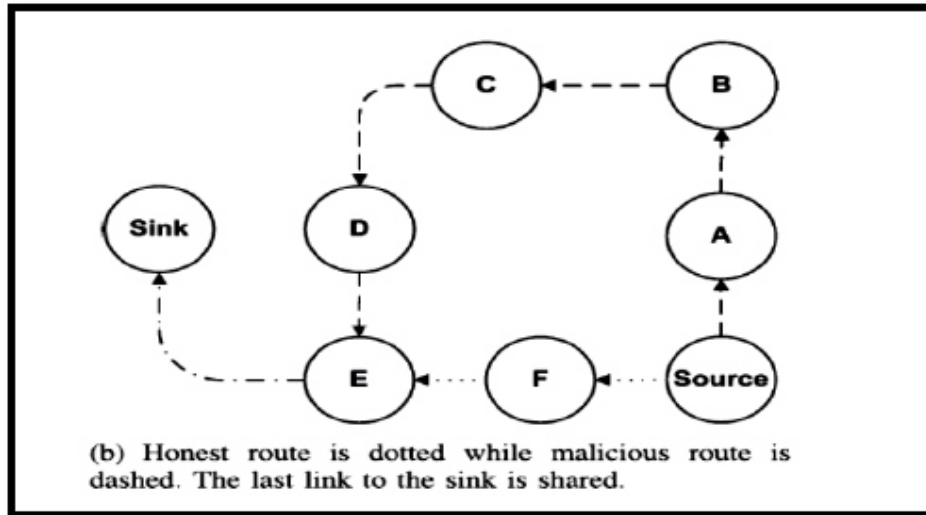 C
B
Sink
D
A
E
F
Source
(b) Honest route is dotted while malicious route is
dashed. The last link to the sink is shared.